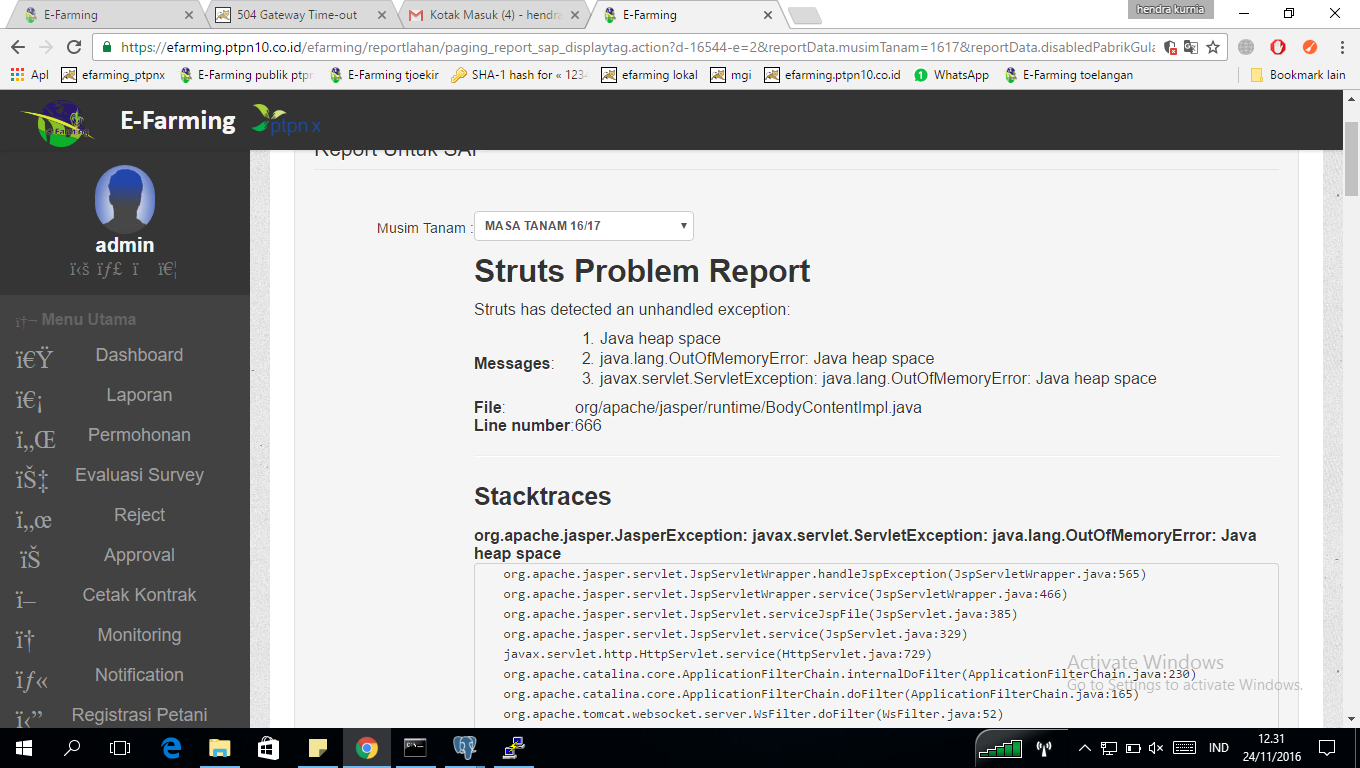 hendra kurnia
E-Farming
504 Gateway Time-out
Kotak Masuk (4) - hendra
E-Farming
https://efarming.ptpn10.co.id/efarming/reportlahan/paging_report_sap_displaytag.action?d-16544-e=2&reportData.musimTanam=1617&reportData.disabledPabrikGula
Apl
efarming_ptpnx
E-Farming publik ptpn
E-Farming tjoekir
SHA-1 hash for « 1234
efarming lokal
mgi
efarming.ptpn10.co.id
WhatsApp
E-Farming toelangan
Bookmark lain
E-Farming
E-Farming
ptpn x
Report Untuk SAP
admin
ï‹š ïƒ£ ï ï€¦
Musim Tanam :
MASA TANAM 16/17
Struts Problem Report
Struts has detected an unhandled exception:
Messages:
1. Java heap space
2. java.lang.OutOfMemoryError: Java heap space
3. javax.servlet.ServletException: java.lang.OutOfMemoryError: Java heap space
File: org/apache/jasper/runtime/BodyContentImpl.java
Line number: 666
Stacktraces
org.apache.jasper.JasperException: javax.servlet.ServletException: java.lang.OutOfMemoryError: Java
heap space
org.apache.jasper.servlet.JspServletWrapper.handleJspException(JspServletWrapper.java:565)
org.apache.jasper.servlet.JspServletWrapper.service(JspServletWrapper.java:466)
org.apache.jasper.servlet.JspServlet.serviceJspFile(JspServlet.java:385)
org.apache.jasper.servlet.JspServlet.service(JspServlet.java:329)
javax.servlet.http.HttpServlet.service(HttpServlet.java:729)
org.apache.catalina.core.ApplicationFilterChain.internalDoFilter(ApplicationFilterChain.java:230)
org.apache.catalina.core.ApplicationFilterChain.doFilter(ApplicationFilterChain.java:165)
org.apache.tomcat.websocket.server.WsFilter.doFilter(WsFilter.java:52)
Activate Windows
Go to Settings to activate Windows.
ï†— Menu Utama
ï€Ÿ Dashboard
ï€¡ Laporan
ï„Œ Permohonan
ïŠ‡ Evaluasi Survey
ï„œ Reject
ïŠ Approval
ï— Cetak Kontrak
ï† Monitoring
ïƒ« Notification
ï‹” Registrasi Petani
IND
12.31
24/11/2016